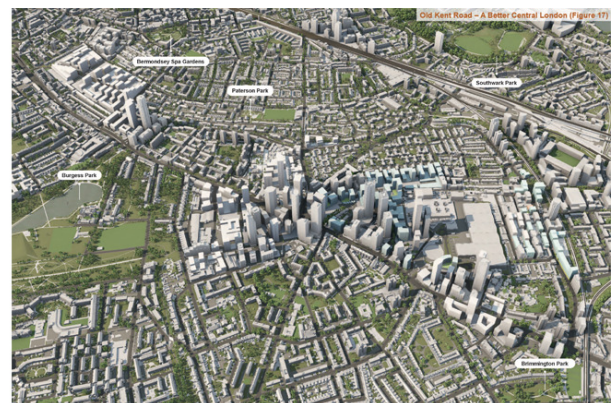 Old Kent Road – A Better Central London (Figure 17)
Bermondsey Spa Gardens
Southwark Park
Paterson Park
Burgess Park
Brimmington Park